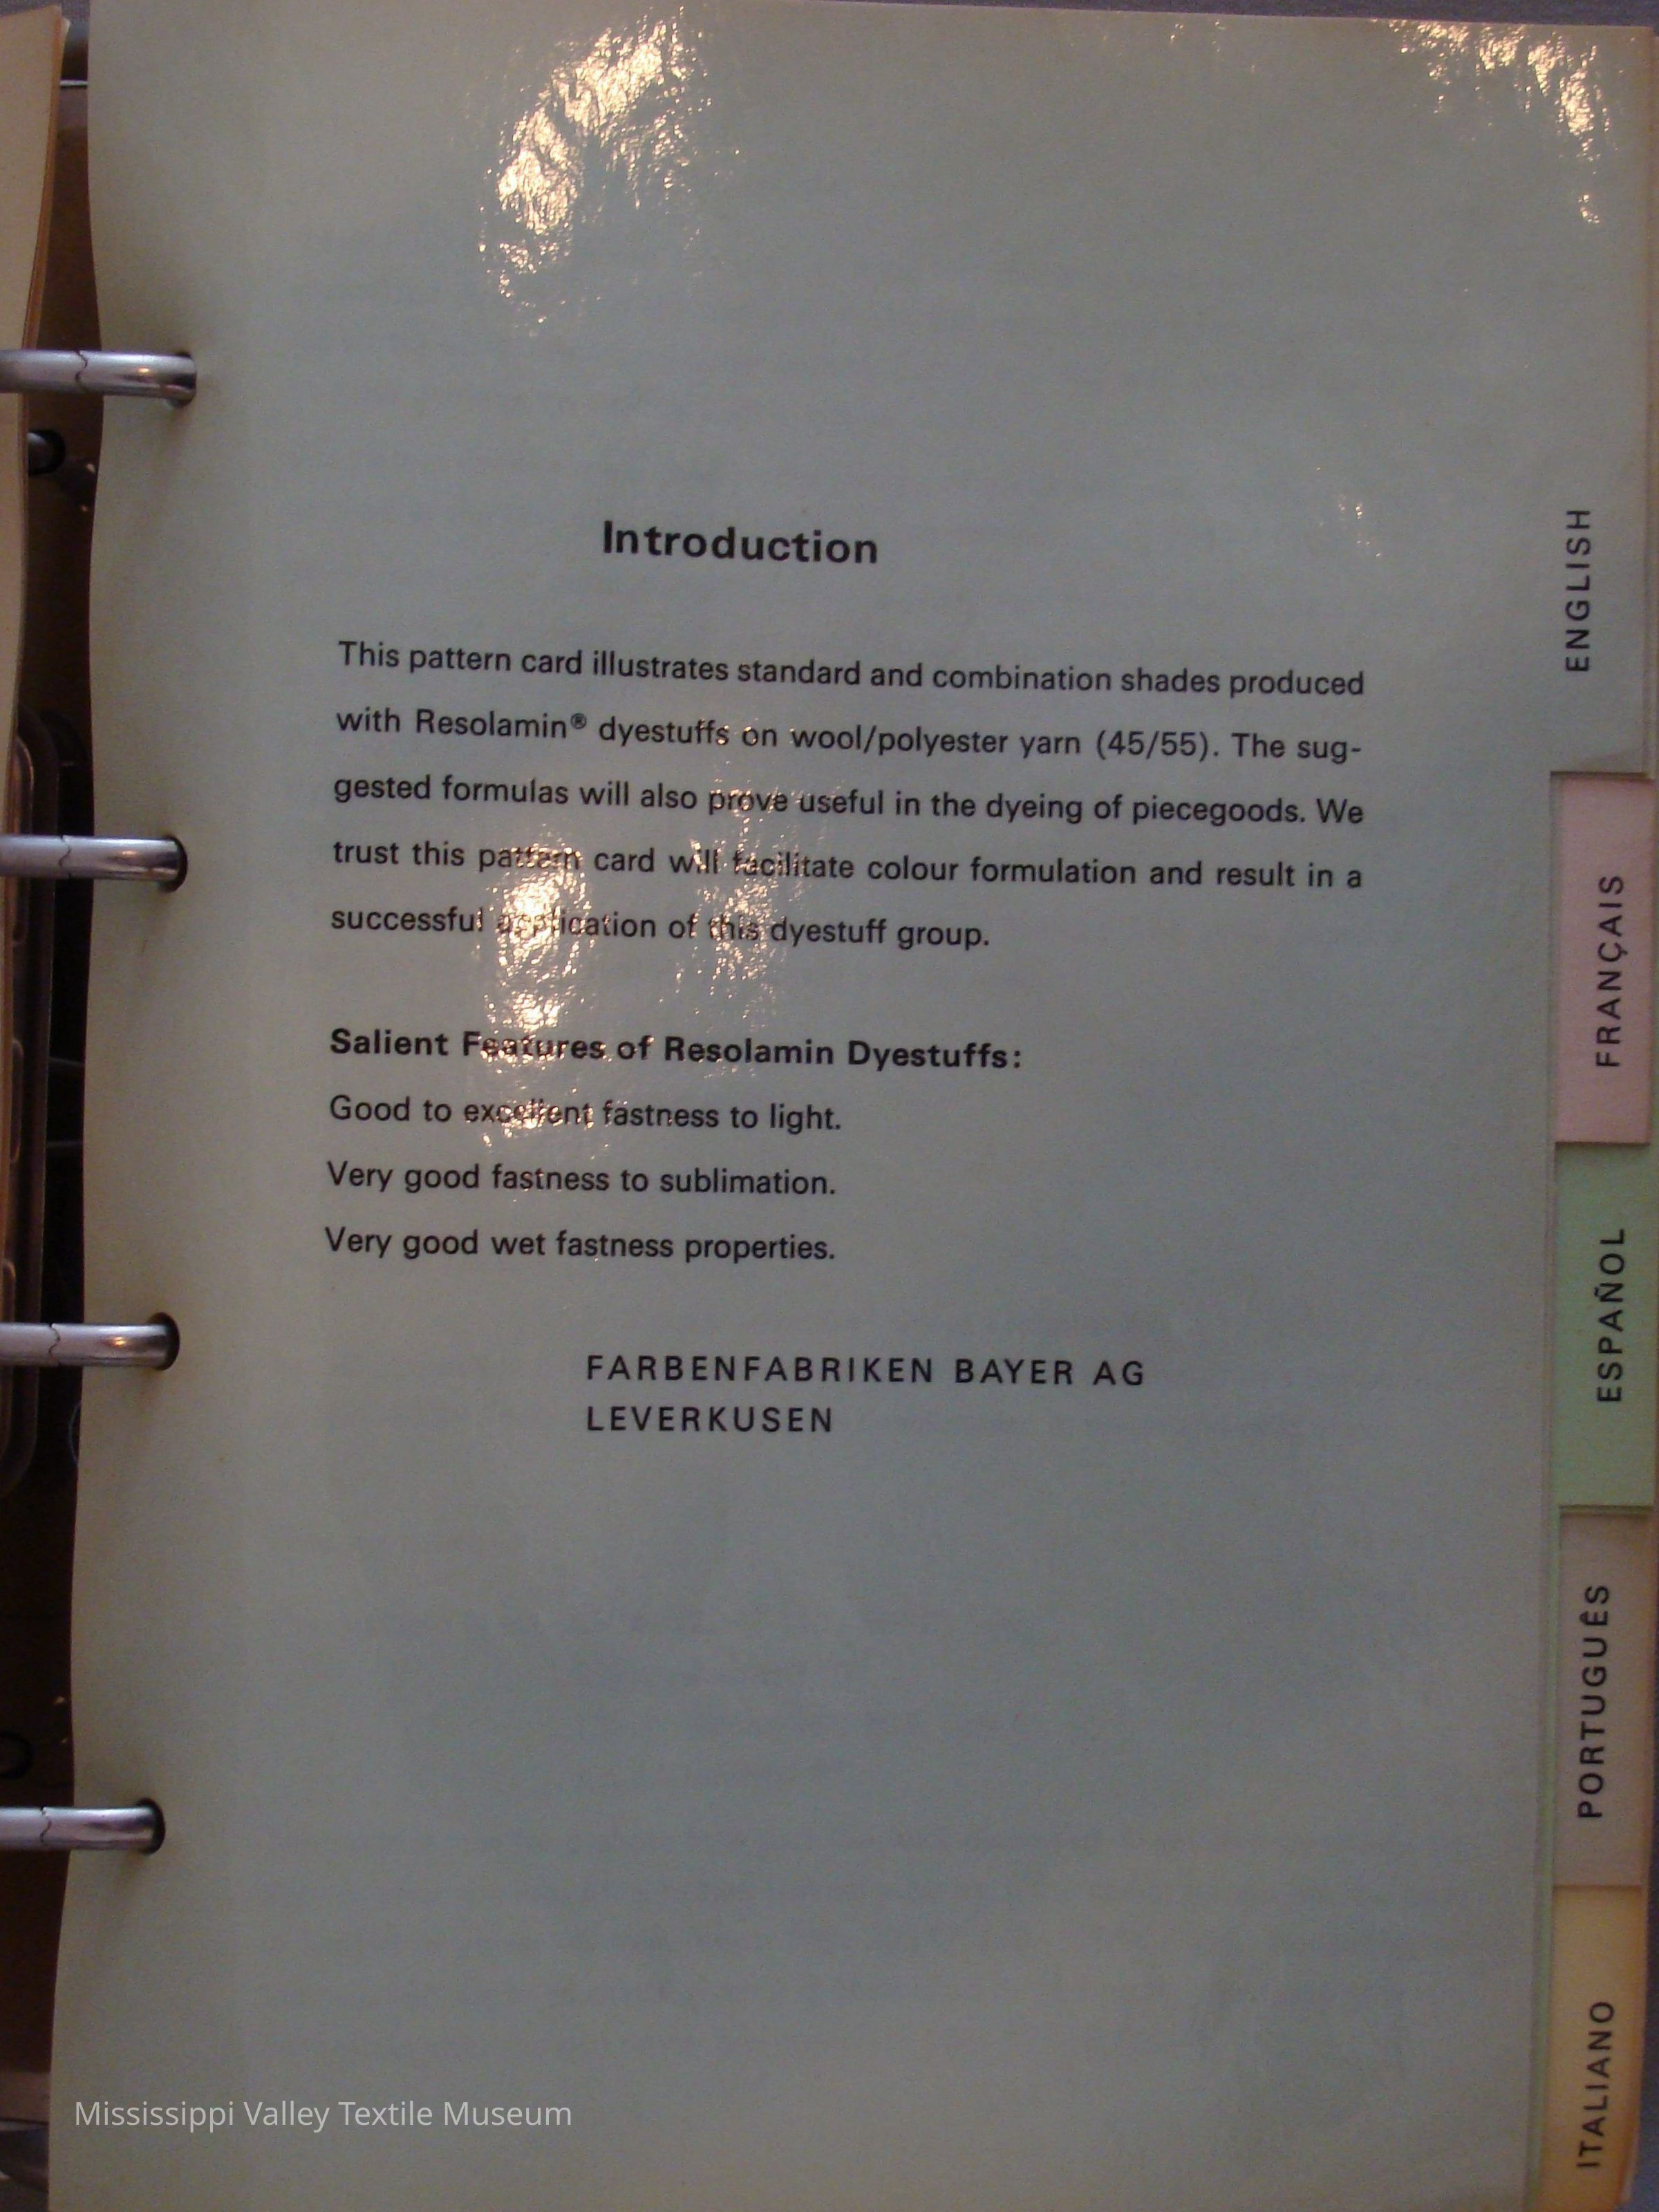 Introduction
This pattern card illustrates standard and combination shades produced
with Resolamin® dyestuffs on wool/polyester yarn (45/55). The sug-
gested formulas will also prove useful in the dyeing of piecegoods. We
trust this pattern card will facilitate colour formulation and result in a
successful application of this dyestuff group.
Salient Features of Resolamin Dyestuffs:
Good to excellent fastness to light.
Very good fastness to sublimation.
Very good wet fastness properties.
FARBENFABRIKEN BAYER AG
LEVERKUSEN
ENGLISH
FRANÇAIS
ESPAÑOL
PORTUGUÊS
ITALIANO
Mississippi Valley Textile Museum